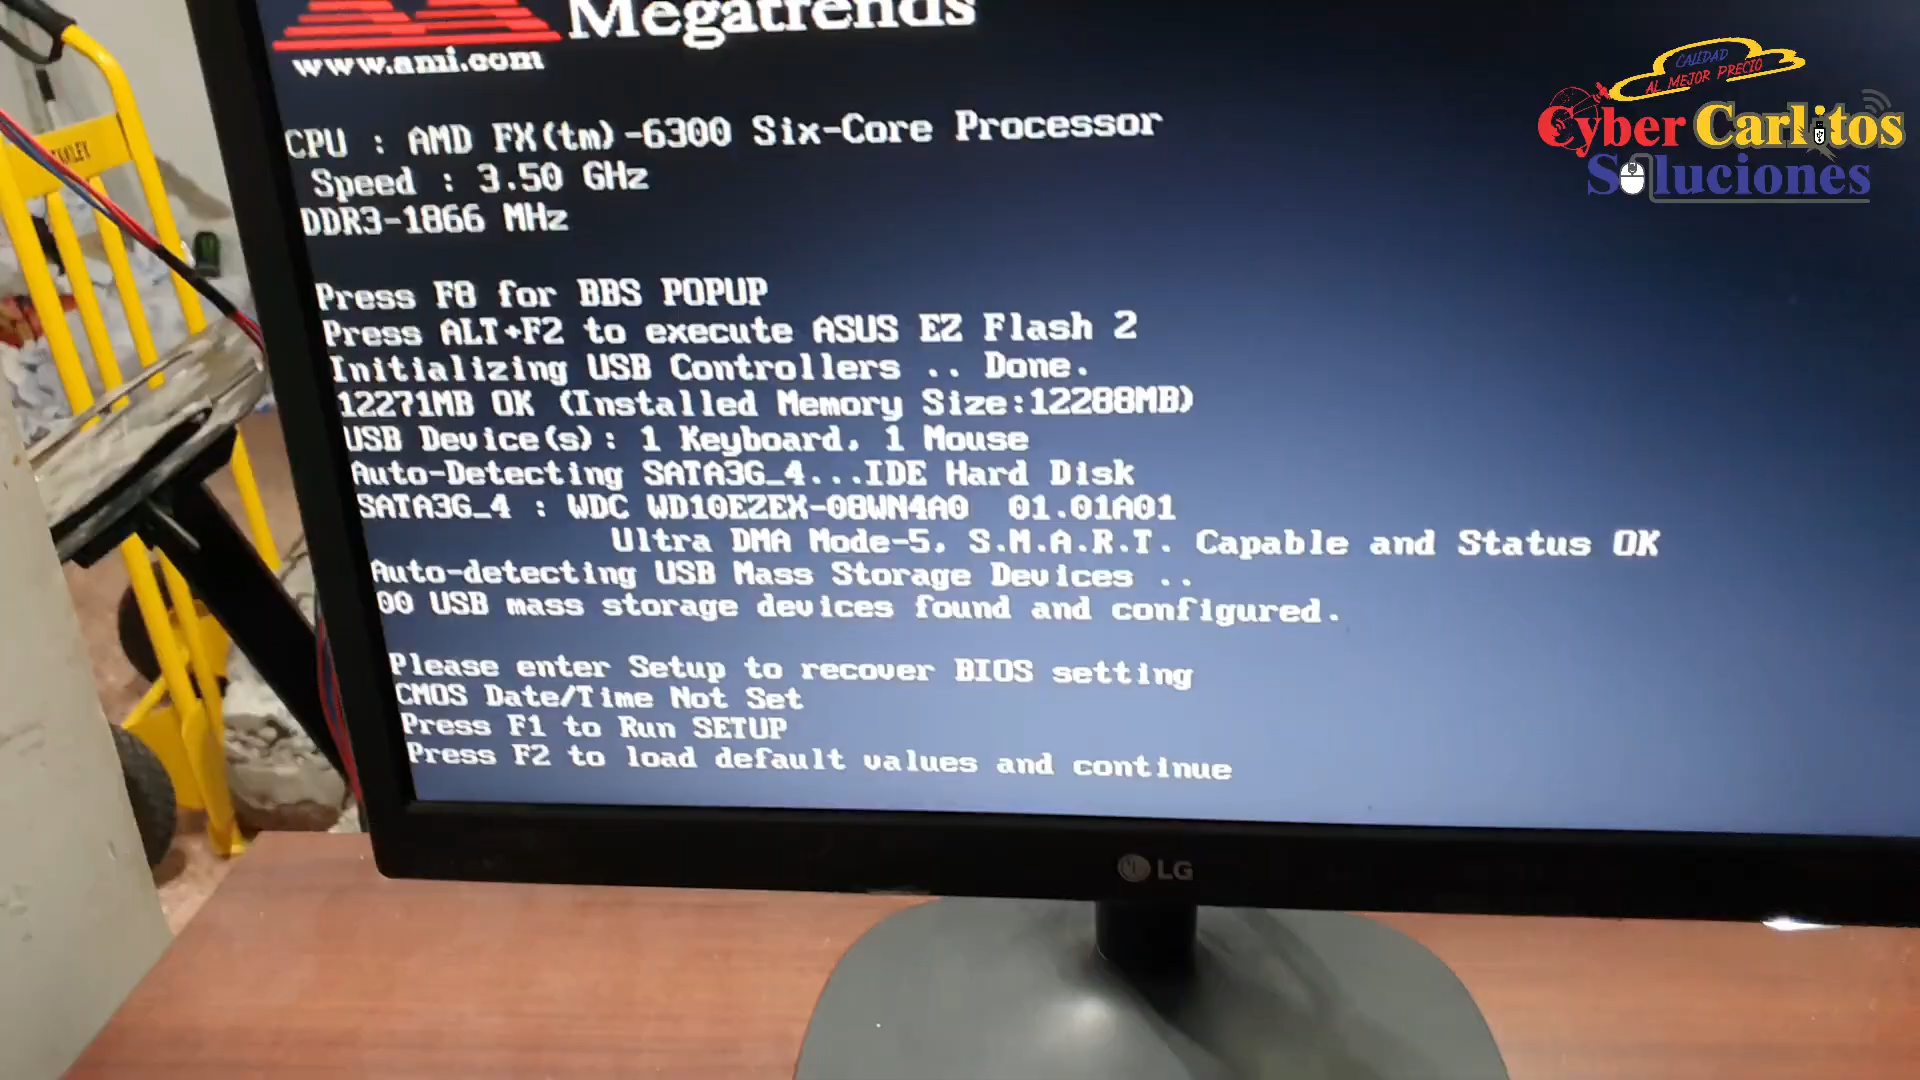 Megatrends
www.ami.com
CALIDAD
AL MEJOR PRECIO
Cyber Carlitos
Soluciones
CPU : AMD FX(tm)-6300 Six-Core Processor
Speed : 3.50 GHz
DDR3-1866 MHz
Press F8 for BBS POPUP
Press ALT+F2 to execute ASUS EZ Flash 2
Initializing USB Controllers .. Done.
12271MB OK (Installed Memory Size:12288MB)
USB Device(s): 1 Keyboard, 1 Mouse
Auto-Detecting SATA3G_4...IDE Hard Disk
SATA3G_4 : WDC WD10EZEX-08WN4A0 01.01A01
Ultra DMA Mode-5, S.M.A.R.T. Capable and Status OK
Auto-detecting USB Mass Storage Devices ..
00 USB mass storage devices found and configured.
Please enter Setup to recover BIOS setting
CMOS Date/Time Not Set
Press F1 to Run SETUP
Press F2 to load default values and continue
LG